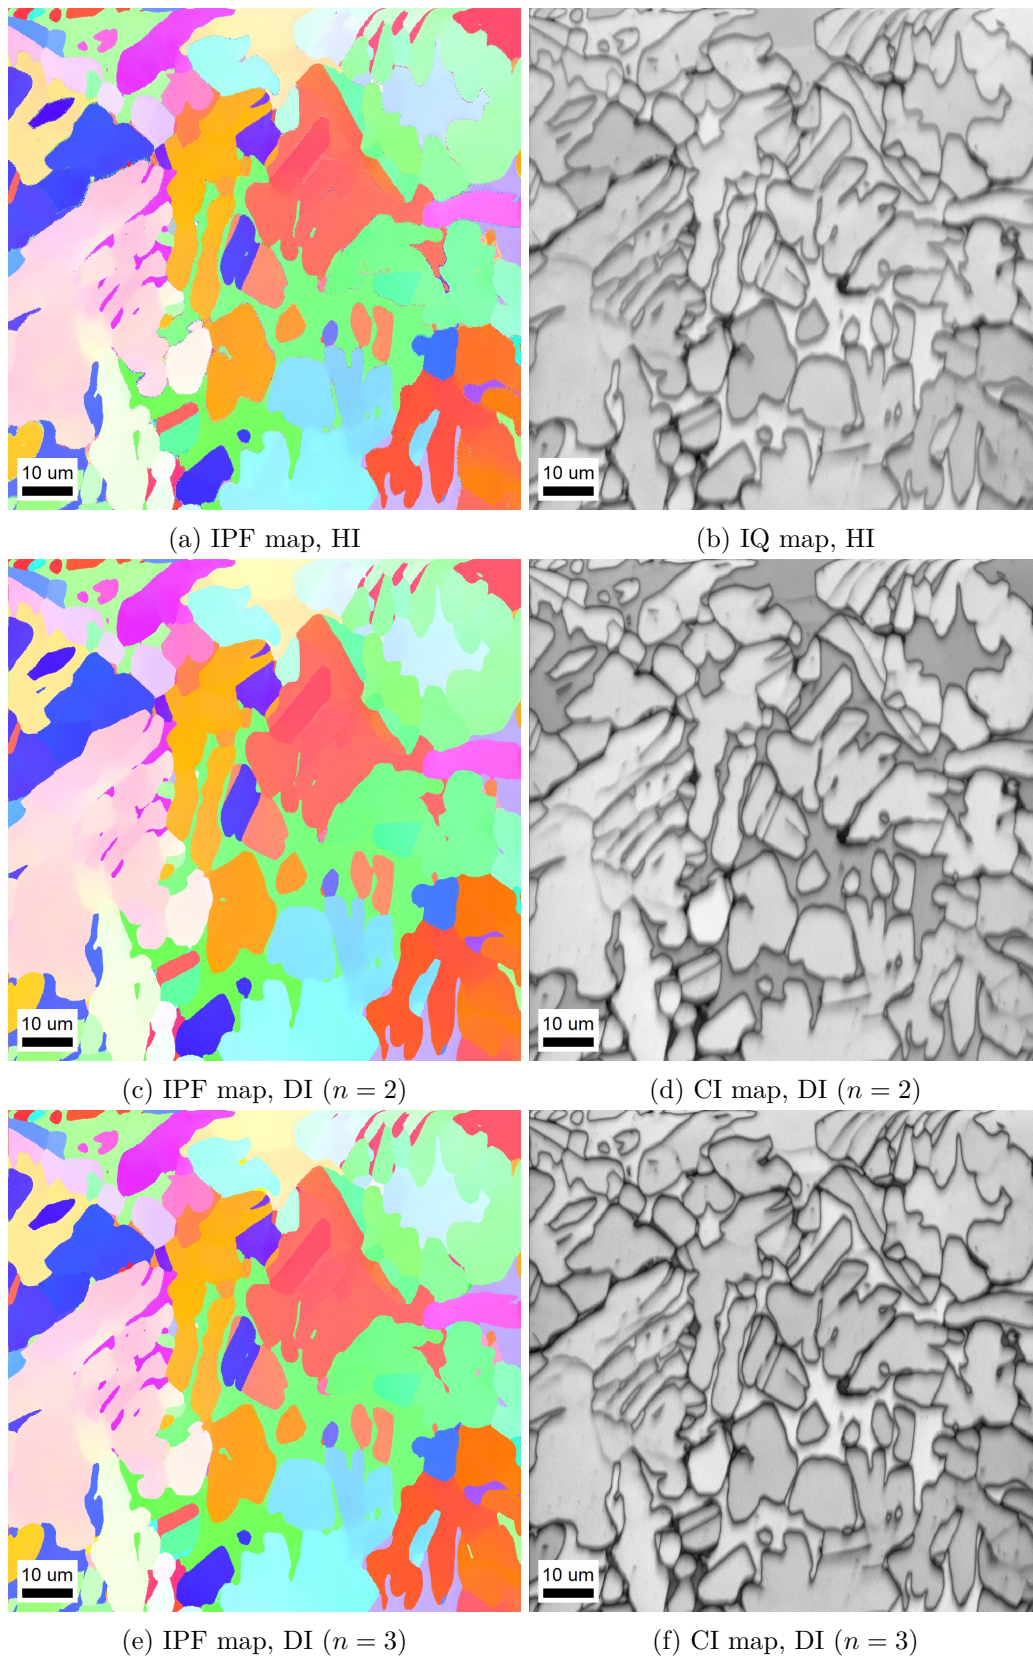 10 um
10 um
(a) IPF map, HI
(b) IQ map, HI
10 um
10 um
(c) IPF map, DI (n = 2)
(d) CI map, DI (n = 2)
10 um
10 um
(e) IPF map, DI (n = 3)
(f) CI map, DI (n = 3)